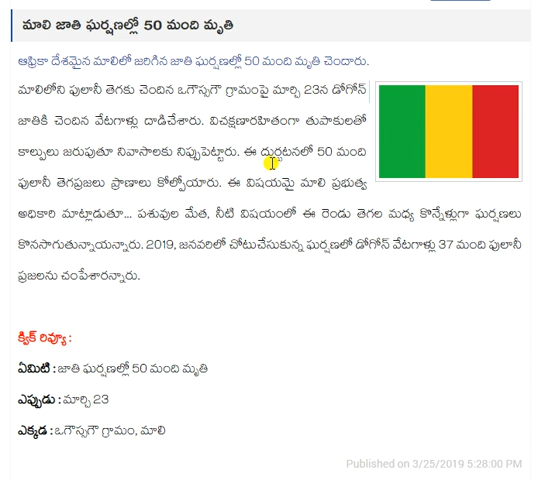 మాలి జాతి ఘర్షణల్లో 50 మంది మృతి
ఆఫ్రికా దేశమైన మాలిలో జరిగిన జాతి ఘర్షణల్లో 50 మంది మృతి చెందారు.
మాలిలోని ఫులానీ తెగకు చెందిన ఒగొస్సగౌ గ్రామంపై మార్చి 23న డోగోన్
జాతికి చెందిన వేటగాళ్లు దాడిచేశారు. విచక్షణారహితంగా తుపాకులతో
కాల్పులు జరుపుతూ నివాసాలకు నిప్పుపెట్టారు. ఈ దుర్ఘటనలో 50 మంది
ఫులానీ తెగప్రజలు ప్రాణాలు కోల్పోయారు. ఈ విషయమై మాలి ప్రభుత్వ
అధికారి మాట్లాడుతూ... పశువుల మేత, నీటి విషయంలో ఈ రెండు తెగల మధ్య కొన్నేళ్లుగా ఘర్షణలు
కొనసాగుతున్నాయన్నారు. 2019, జనవరిలో చోటుచేసుకున్న ఘర్షణలో డోగోన్ వేటగాళ్లు 37 మంది ఫులానీ
ప్రజలను చంపేశారన్నారు.
క్విక్ రివ్యూ :
ఏమిటి : జాతి ఘర్షణల్లో 50 మంది మృతి
ఎప్పుడు : మార్చి 23
ఎక్కడ : ఒగొస్సగౌ గ్రామం, మాలి
Published on 3/25/2019 5:28:00 PM